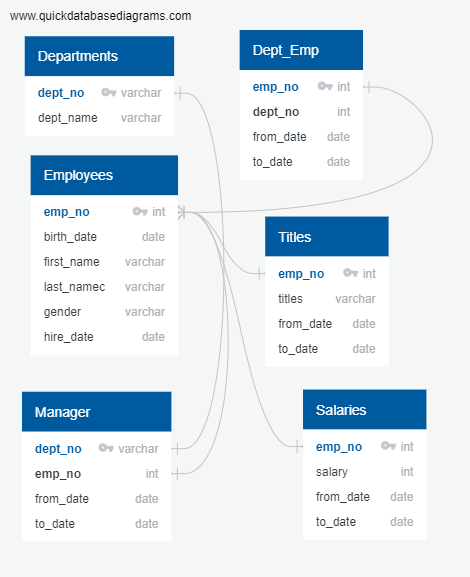 www.quickdatabasediagrams.com
Departments
dept_no varchar
dept_name varchar
Dept_Emp
emp_no int
dept_no int
from_date date
to_date date
Employees
emp_no int
birth_date date
first_name varchar
last_namec varchar
gender varchar
hire_date date
Titles
emp_no int
titles varchar
from_date date
to_date date
Manager
dept_no varchar
emp_no int
from_date date
to_date date
Salaries
emp_no int
salary int
from_date date
to_date date